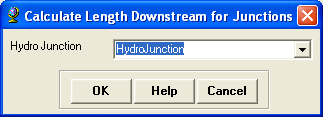 Calculate Length Downstream for Junctions
Hydro Junction HydroJunction
OK Help Cancel